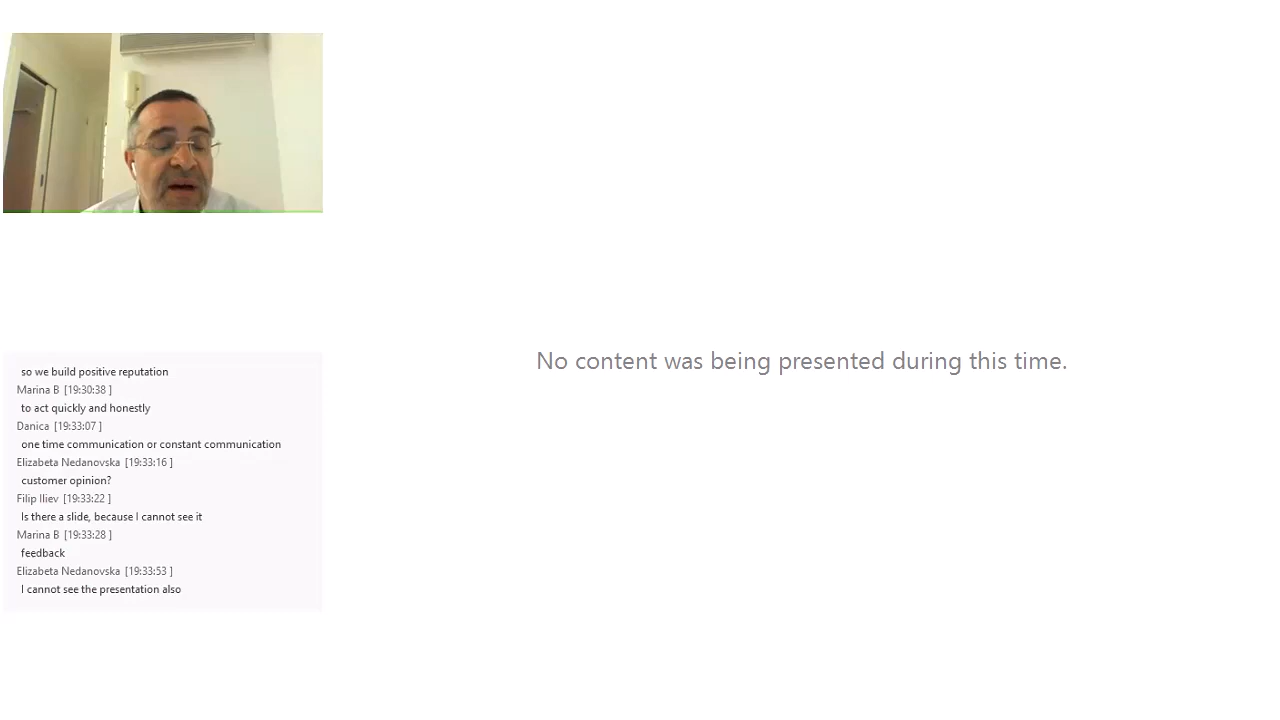 so we build positive reputation
Marina B [19:30:38 ]
to act quickly and honestly
Danica [19:33:07 ]
one time communication or constant communication
Elizabeta Nedanovska [19:33:16 ]
customer opinion?
Filip Iliev [19:33:22 ]
Is there a slide, because I cannot see it
Marina B [19:33:28 ]
feedback
Elizabeta Nedanovska [19:33:53 ]
I cannot see the presentation also
No content was being presented during this time.